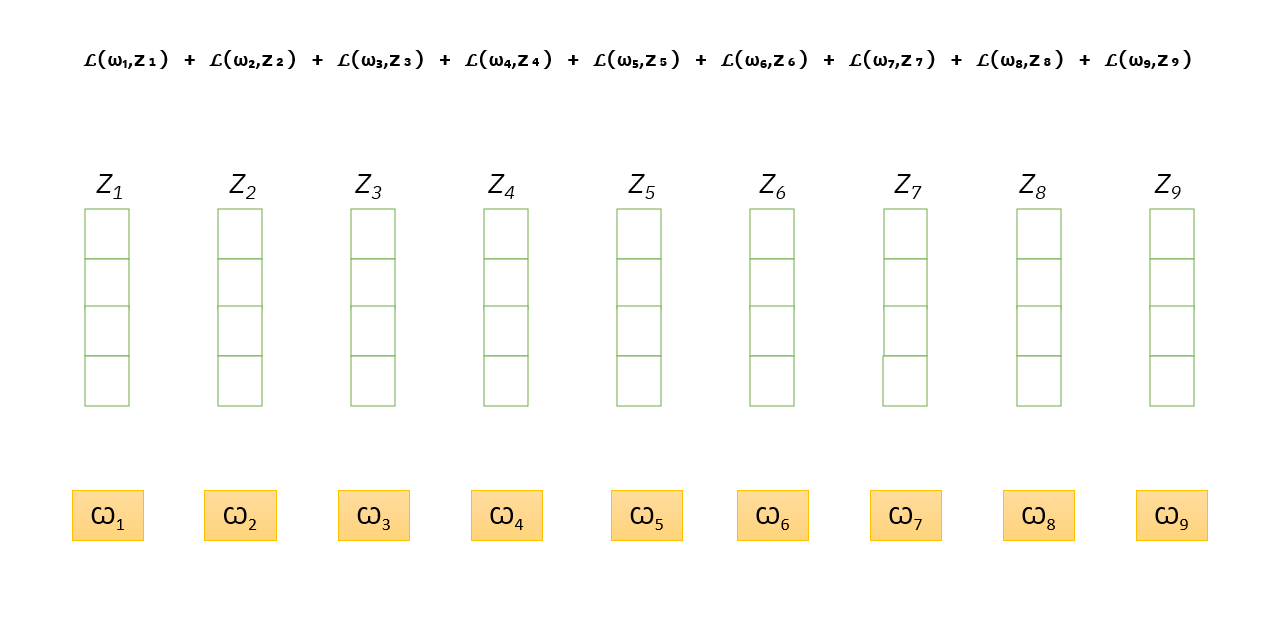 ℒ(ω₁,z₁) + ℒ(ω₂,z₂) + ℒ(ω₃,z₃) + ℒ(ω₄,z₄) + ℒ(ω₅,z₅) + ℒ(ω₆,z₆) + ℒ(ω₇,z₇) + ℒ(ω₈,z₈) + ℒ(ω₉,z₉)
Z₁ Z₂ Z₃ Z₄ Z₅ Z₆ Z₇ Z₈ Z₉
ω₁ ω₂ ω₃ ω₄ ω₅ ω₆ ω₇ ω₈ ω₉